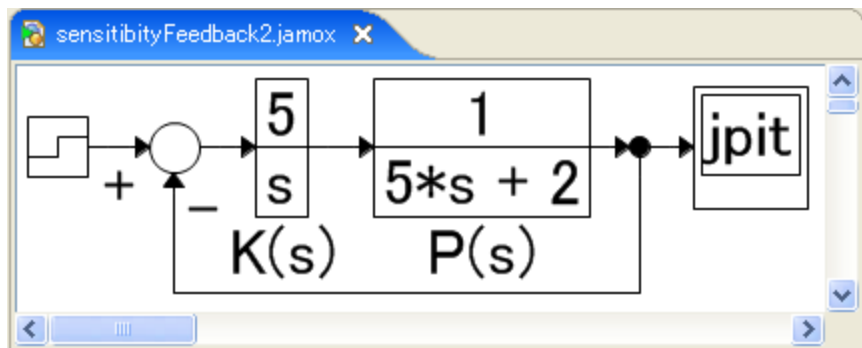 sensitibityFeedback2.jamox
+
−
5
s
K(s)
1
5*s + 2
P(s)
jpit